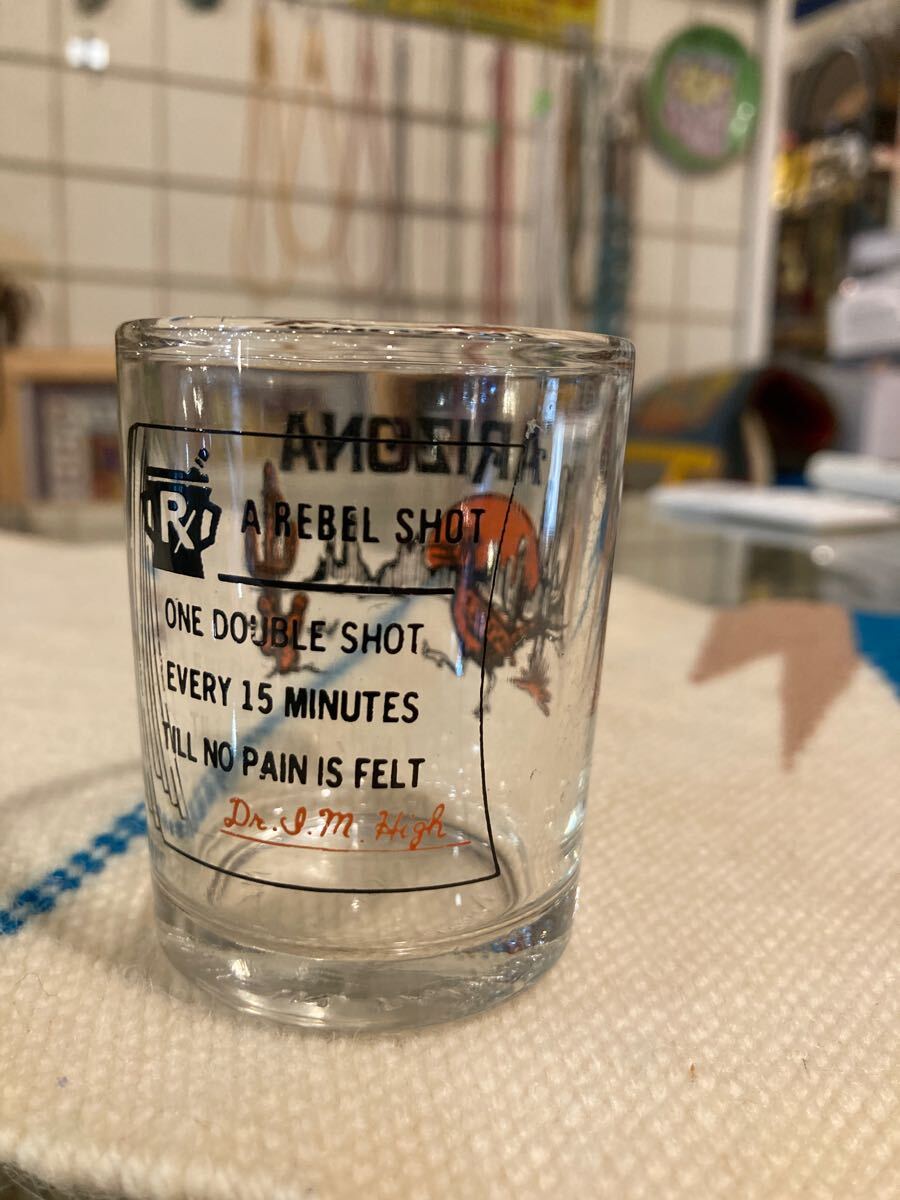 ARIZONA
Rx
A REBEL SHOT
ONE DOUBLE SHOT
EVERY 15 MINUTES
TILL NO PAIN IS FELT
Dr. I. M. High